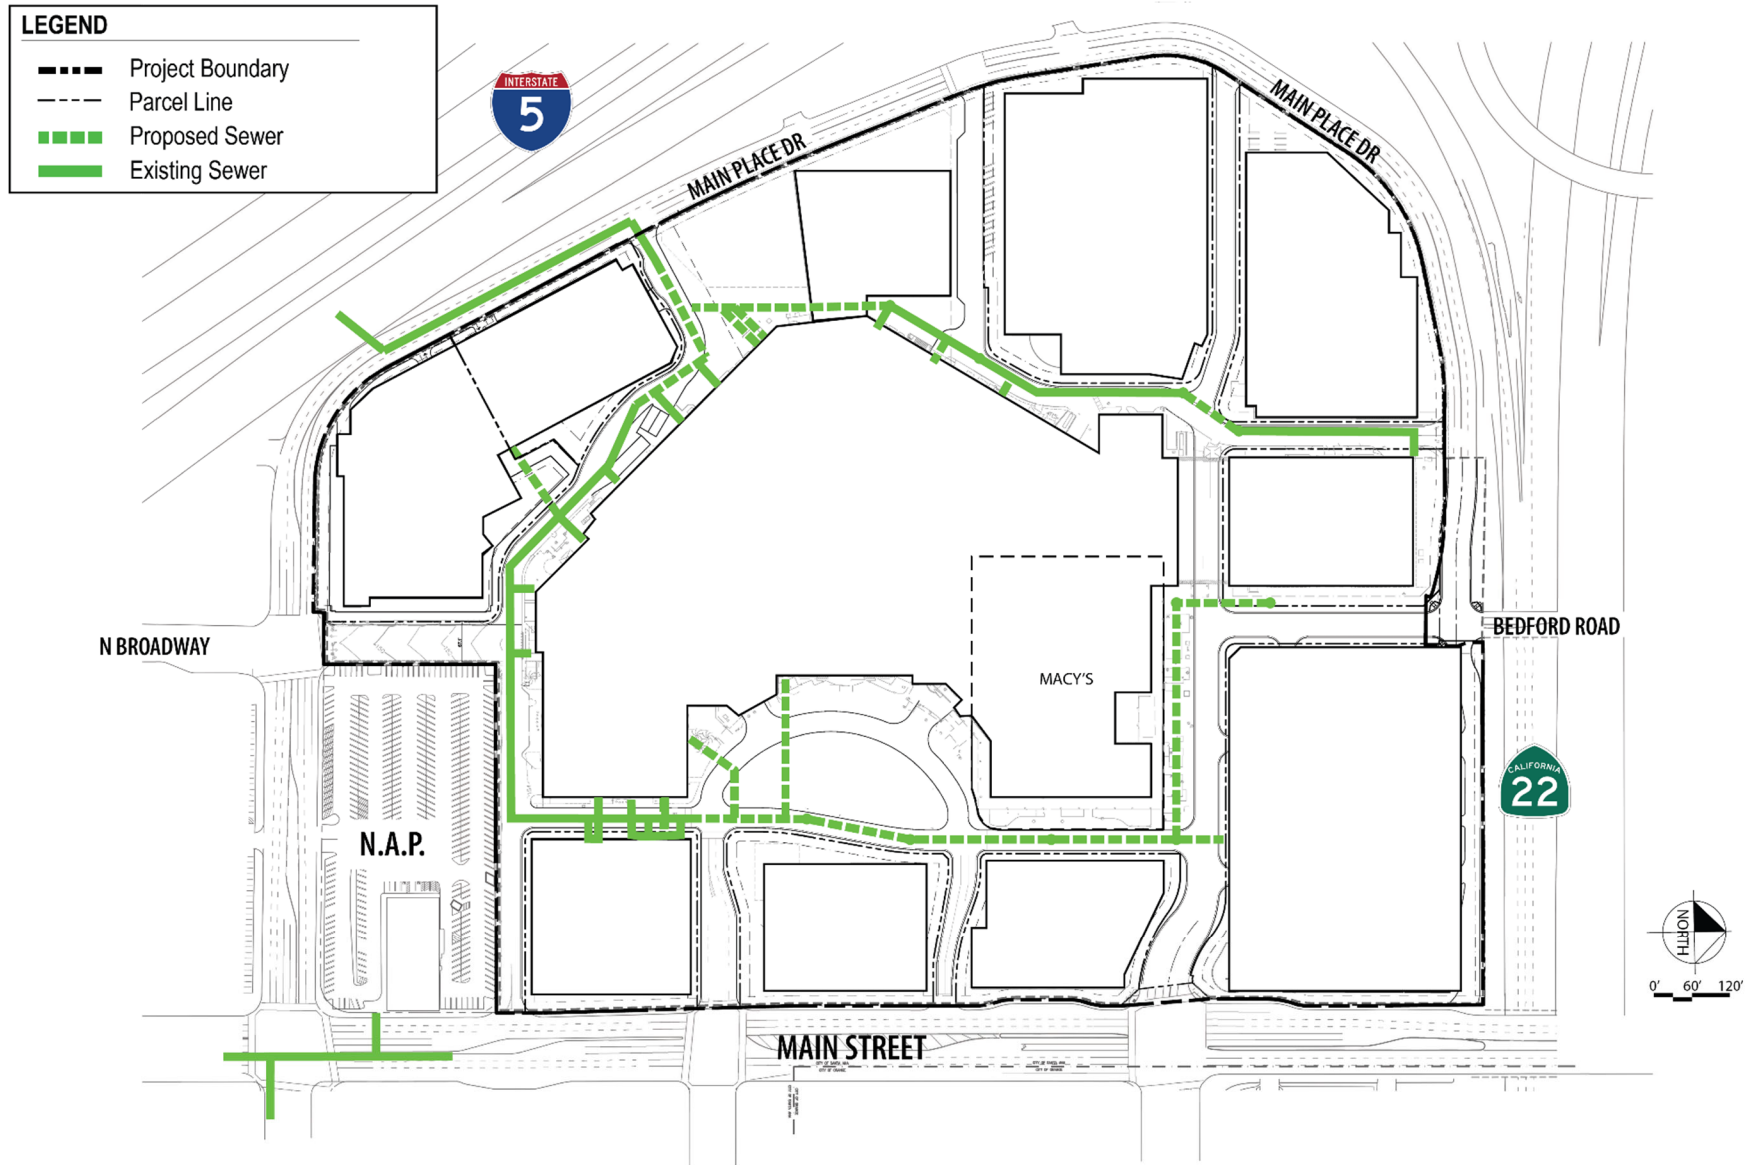 LEGEND
Project Boundary
Parcel Line
Proposed Sewer
Existing Sewer
INTERSTATE
5
MAIN PLACE DR
MAIN PLACE DR
N BROADWAY
BEDFORD ROAD
MACY'S
CALIFORNIA
22
N.A.P.
NORTH
0' 60' 120'
MAIN STREET